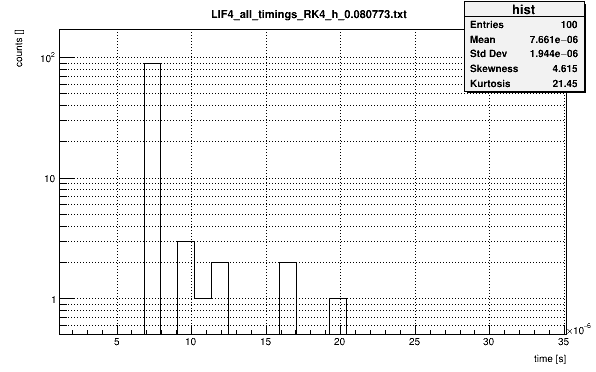 LIF4_all_timings_RK4_h_0.080773.txt
hist
Entries 100
Mean 7.661e−06
Std Dev 1.944e−06
Skewness 4.615
Kurtosis 21.45
counts []
10²
10
1
5 10 15 20 25 30 35
×10⁻⁶
time [s]